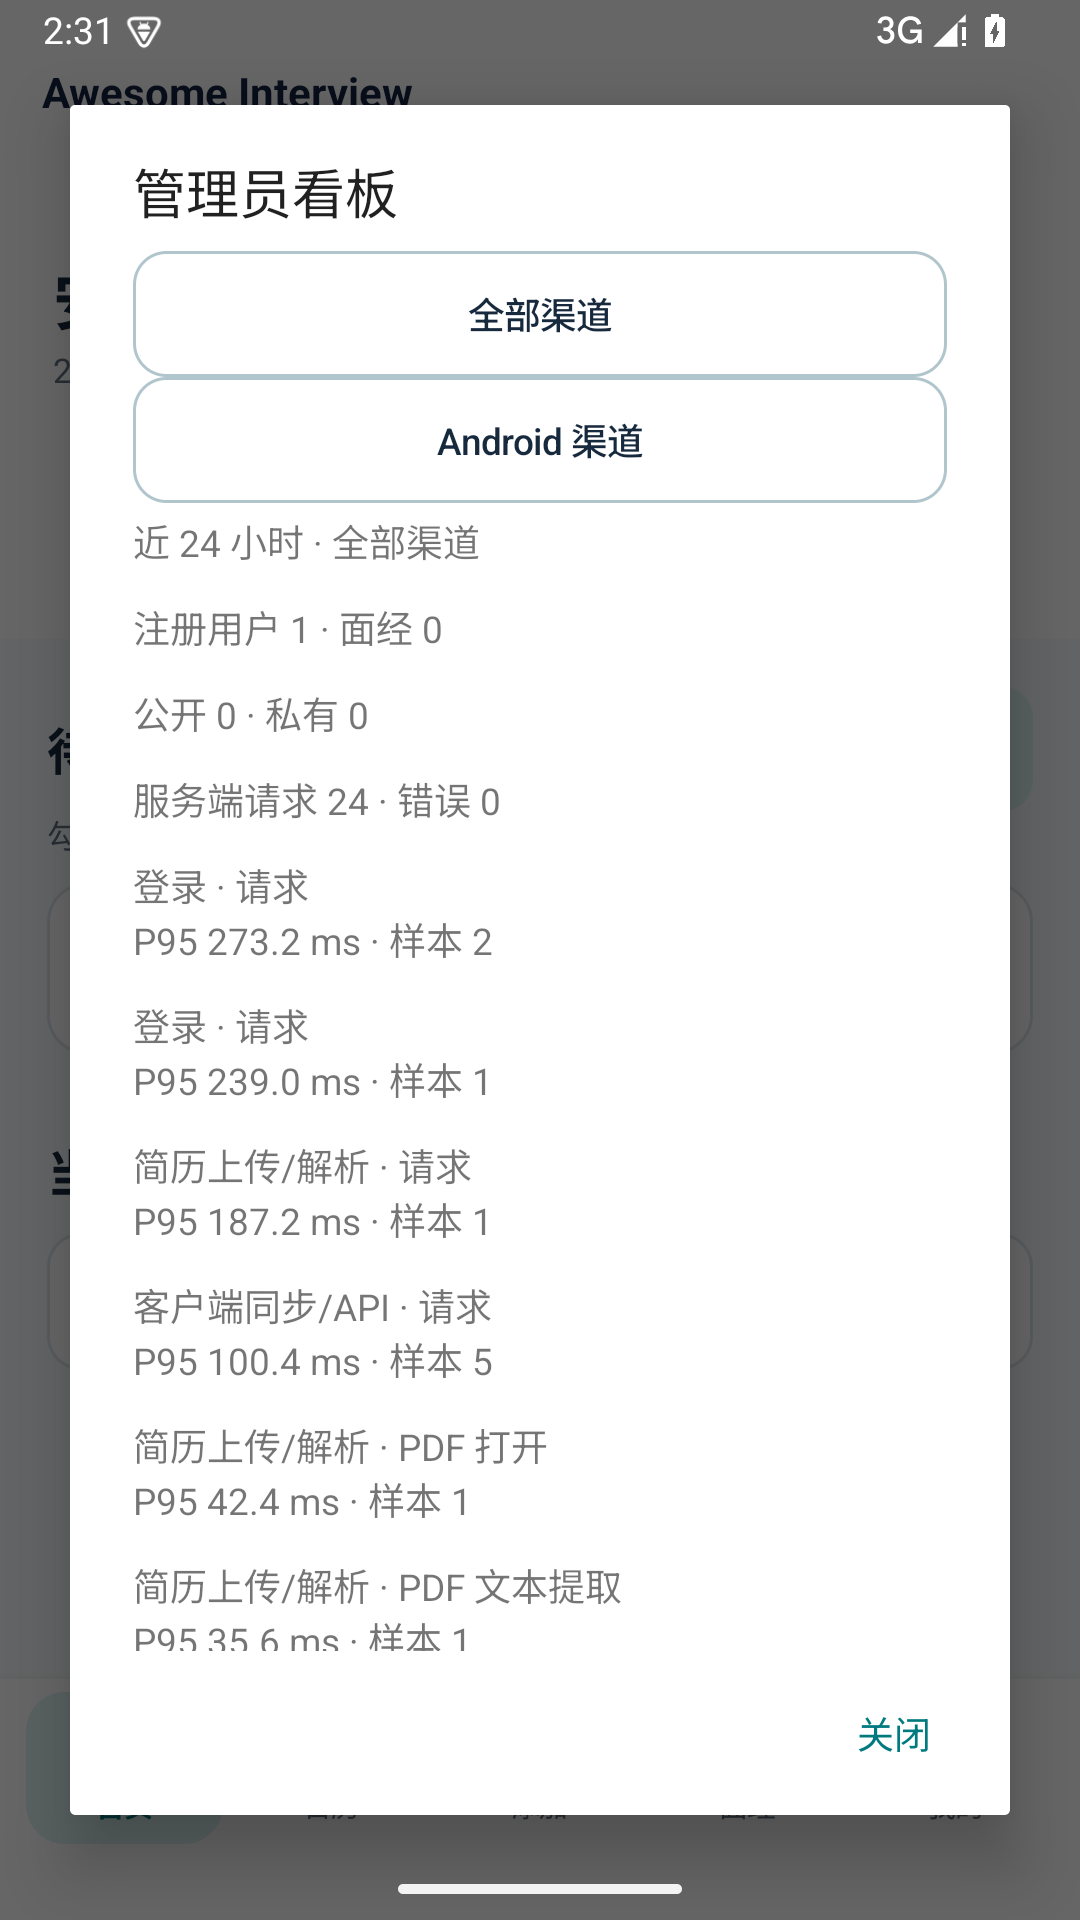 2:31
3G
Awesome Interview
管理员看板
全部渠道
Android 渠道
近 24 小时 · 全部渠道
注册用户 1 · 面经 0
公开 0 · 私有 0
服务端请求 24 · 错误 0
登录 · 请求
P95 273.2 ms · 样本 2
登录 · 请求
P95 239.0 ms · 样本 1
简历上传/解析 · 请求
P95 187.2 ms · 样本 1
客户端同步/API · 请求
P95 100.4 ms · 样本 5
简历上传/解析 · PDF 打开
P95 42.4 ms · 样本 1
简历上传/解析 · PDF 文本提取
P95 35.6 ms · 样本 1
关闭